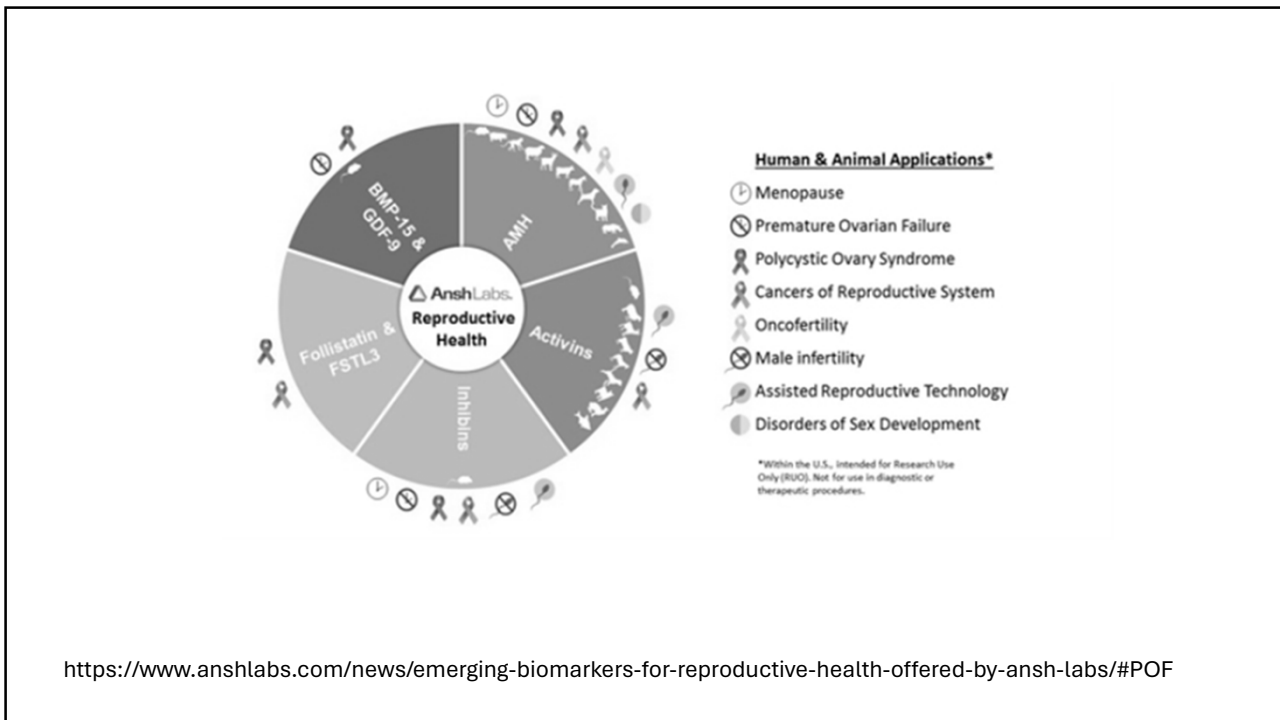 BMP-15 &
GDF-9
AMH
Activins
Inhibins
Follistatin &
FSTL3
AnshLabs.
Reproductive
Health
Human & Animal Applications*
Menopause
Premature Ovarian Failure
Polycystic Ovary Syndrome
Cancers of Reproductive System
Oncofertility
Male infertility
Assisted Reproductive Technology
Disorders of Sex Development
*Within the U.S., intended for Research Use
Only (RUO). Not for use in diagnostic or
therapeutic procedures.
https://www.anshlabs.com/news/emerging-biomarkers-for-reproductive-health-offered-by-ansh-labs/#POF